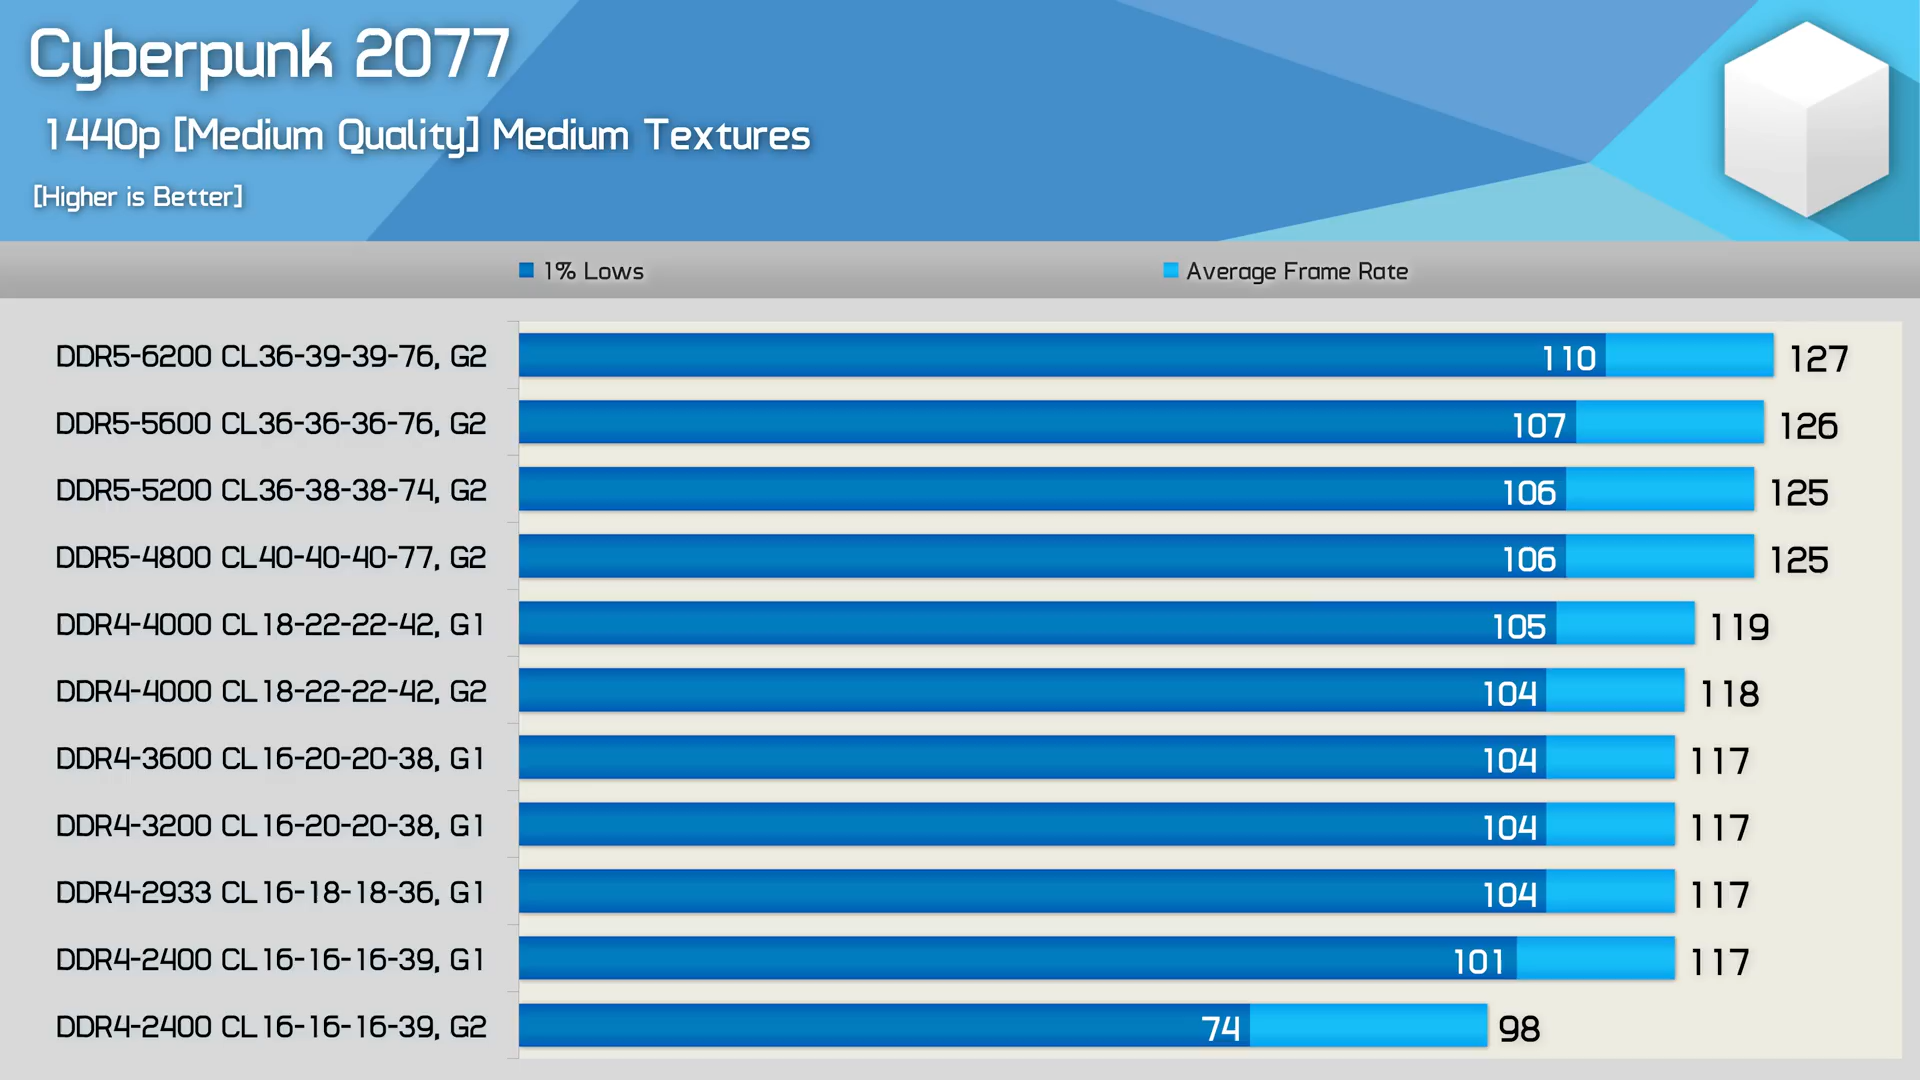 Cyberpunk 2077
1440p [Medium Quality] Medium Textures
[Higher is Better]
1% Lows Average Frame Rate
DDR5-6200 CL36-39-39-76, G2 110 127
DDR5-5600 CL36-36-36-76, G2 107 126
DDR5-5200 CL36-38-38-74, G2 106 125
DDR5-4800 CL40-40-40-77, G2 106 125
DDR4-4000 CL18-22-22-42, G1 105 119
DDR4-4000 CL18-22-22-42, G2 104 118
DDR4-3600 CL16-20-20-38, G1 104 117
DDR4-3200 CL16-20-20-38, G1 104 117
DDR4-2933 CL16-18-18-36, G1 104 117
DDR4-2400 CL16-16-16-39, G1 101 117
DDR4-2400 CL16-16-16-39, G2 74 98